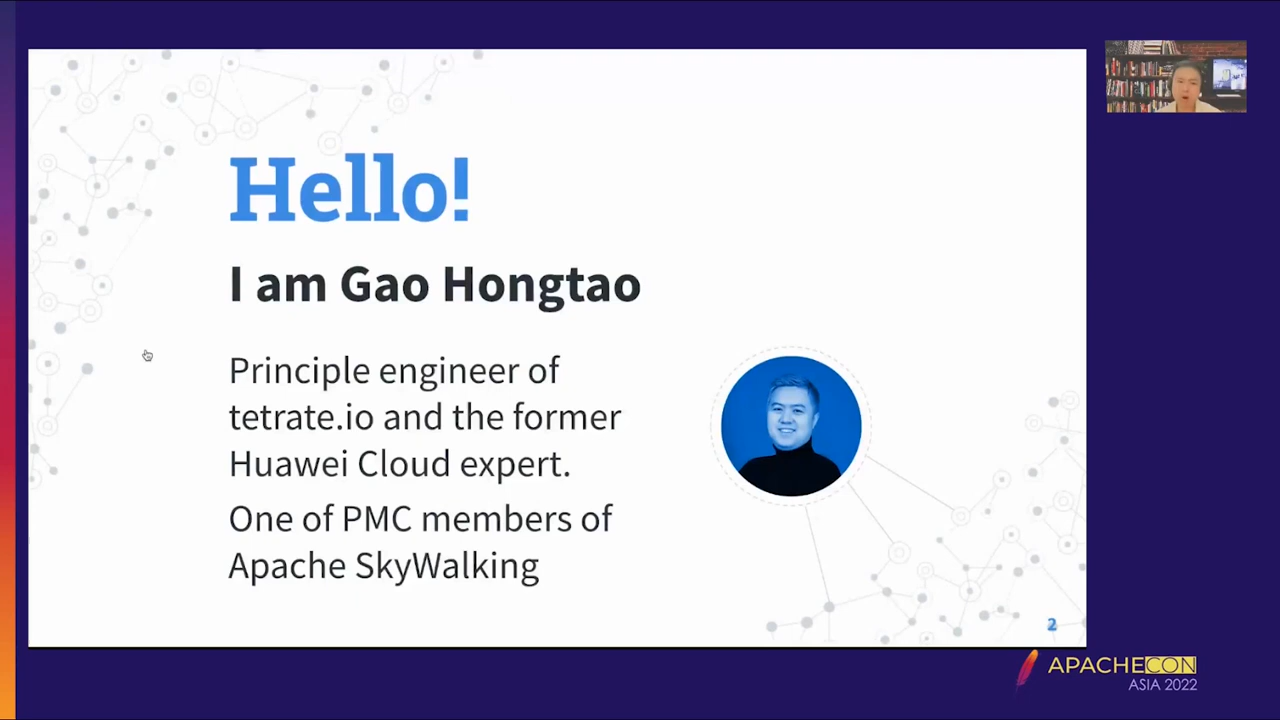 Hello!
I am Gao Hongtao
Principle engineer of
tetrate.io and the former
Huawei Cloud expert.
One of PMC members of
Apache SkyWalking
2
APACHECON
ASIA 2022